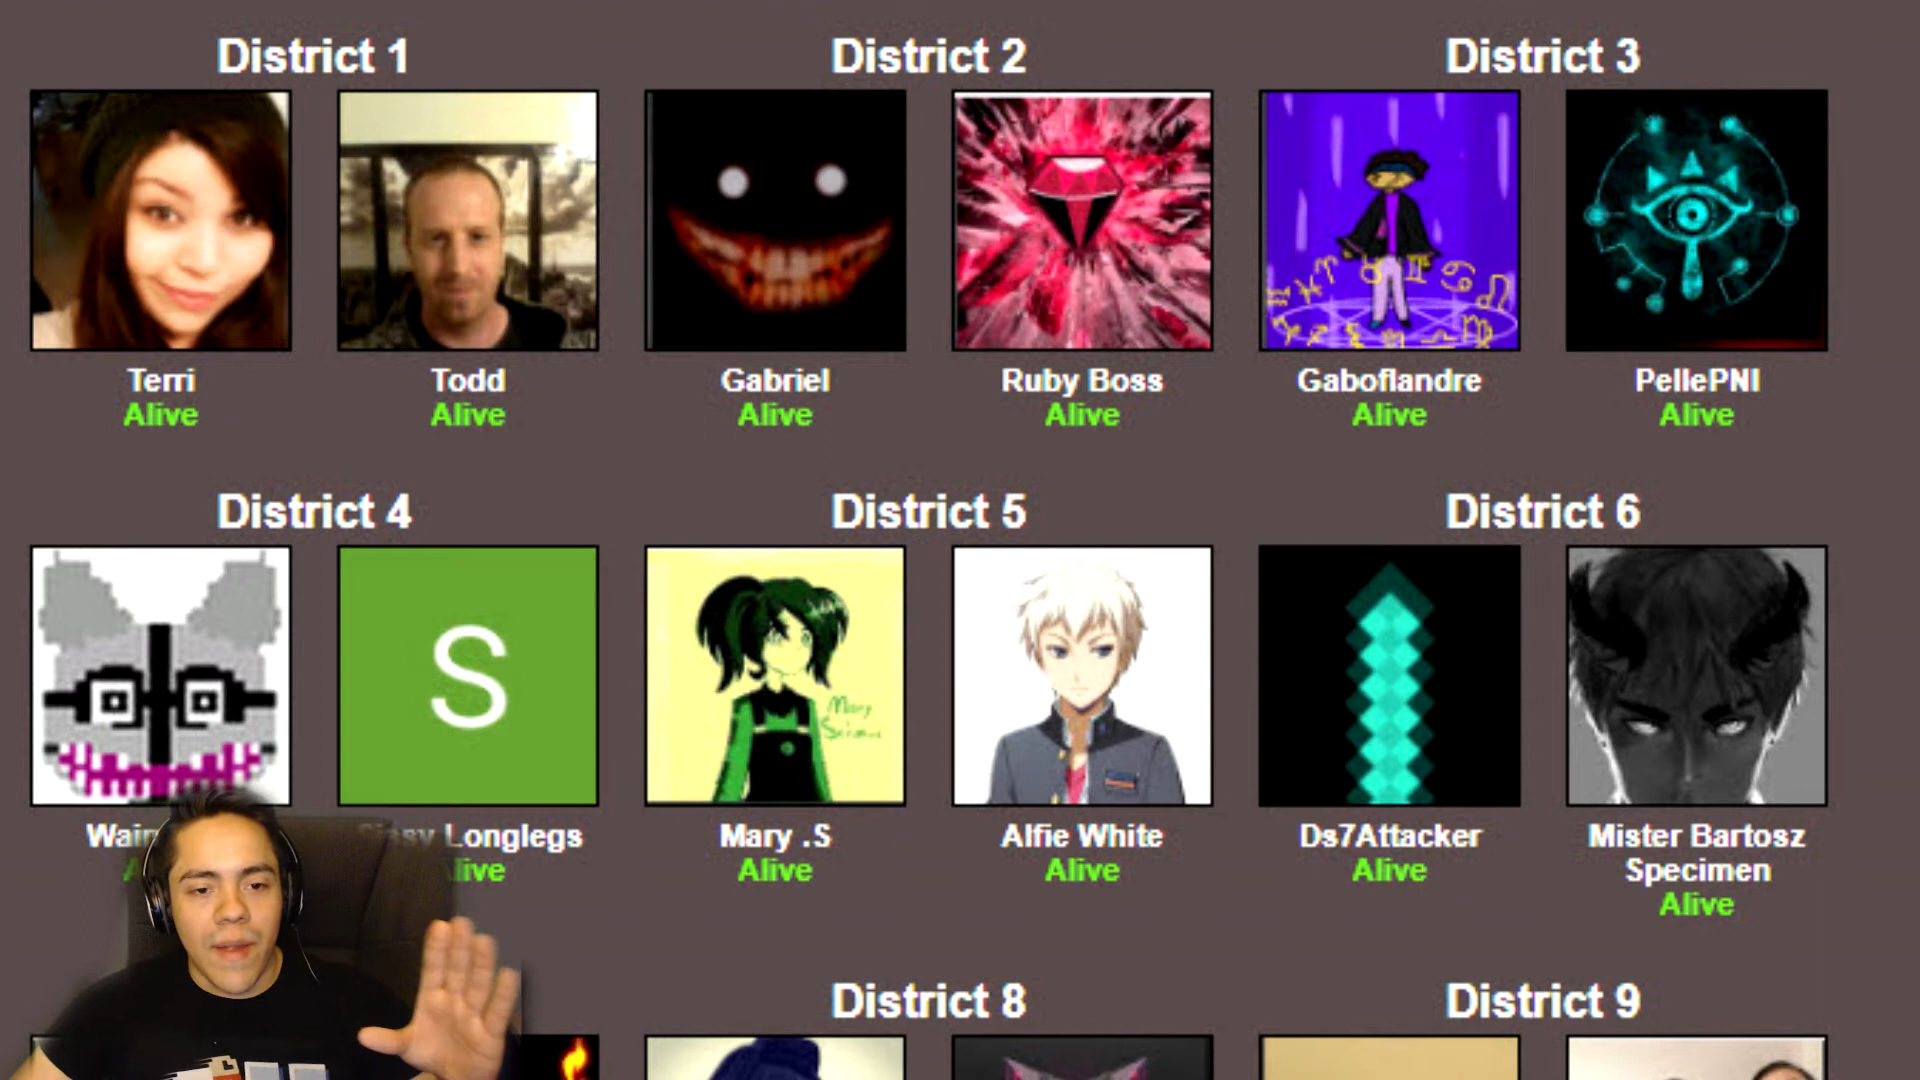 District 1 District 2 District 3
Terri Todd Gabriel Ruby Boss Gaboflandre PellePNI
Alive Alive Alive Alive Alive Alive
District 4 District 5 District 6
S
Mary
Longlegs Mary .S Alfie White Ds7Attacker Mister Bartosz
Specimen
Alive Alive Alive Alive
District 8 District 9